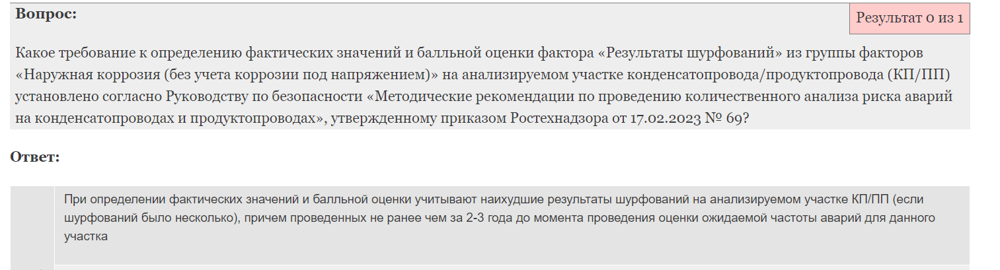 Вопрос:
Результат 0 из 1
Какое требование к определению фактических значений и балльной оценки фактора «Результаты шурфований» из группы факторов
«Наружная коррозия (без учета коррозии под напряжением)» на анализируемом участке конденсатопровода/продуктопровода (КП/ПП)
установлено согласно Руководству по безопасности «Методические рекомендации по проведению количественного анализа риска аварий
на конденсатопроводах и продуктопроводах», утвержденному приказом Ростехнадзора от 17.02.2023 № 69?
Ответ:
При определении фактических значений и балльной оценки учитывают наихудшие результаты шурфований на анализируемом участке КП/ПП (если
шурфований было несколько), причем проведенных не ранее чем за 2-3 года до момента проведения оценки ожидаемой частоты аварий для данного
участка